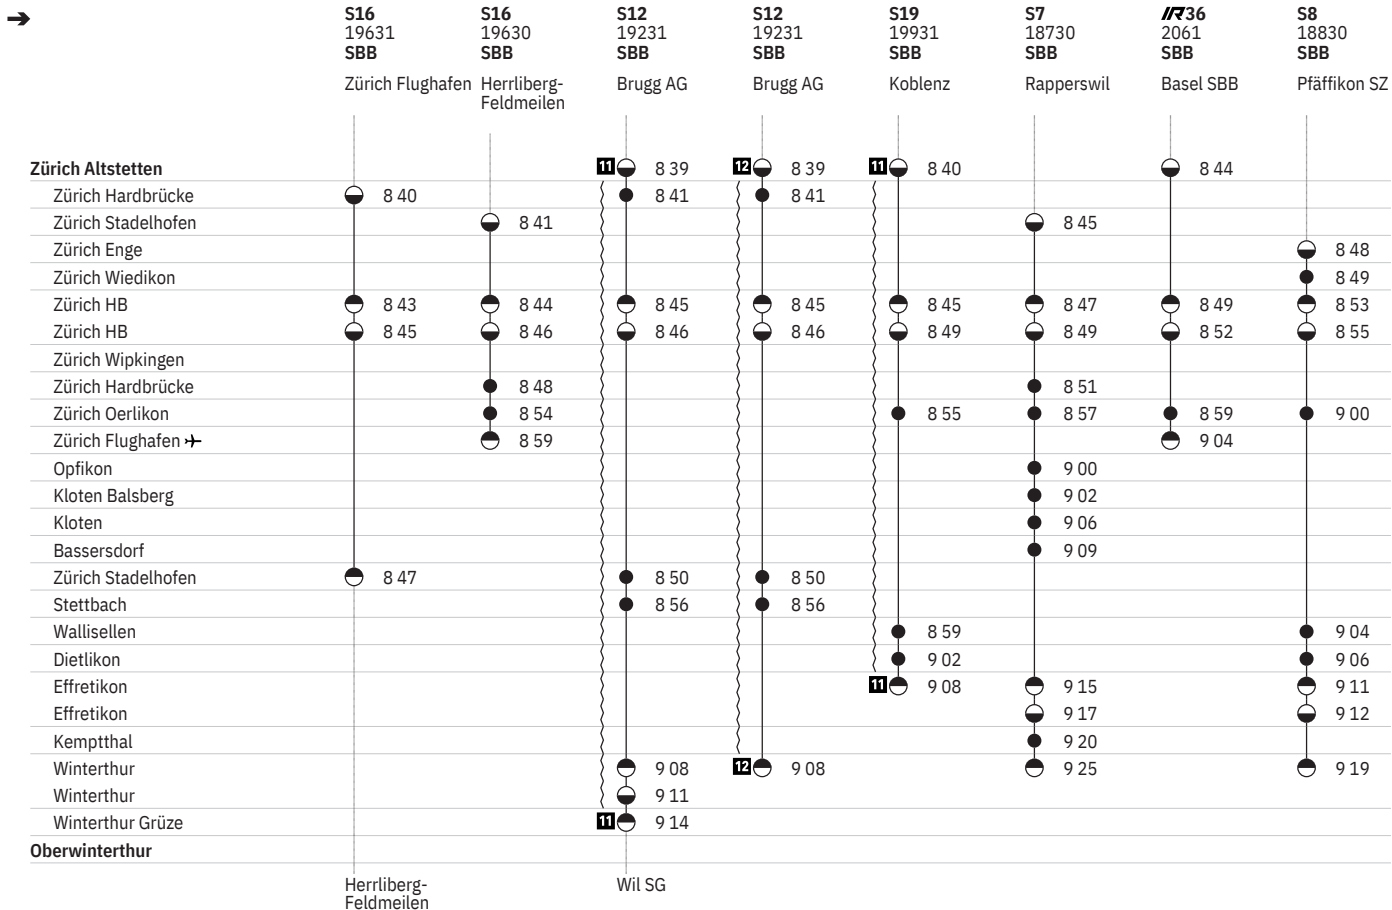 ➔ S16 S16 S12 S12 S19 S7 IR36 S8
19631 19630 19231 19231 19931 18730 2061 18830
SBB SBB SBB SBB SBB SBB SBB SBB
Zürich Flughafen Herrliberg- Brugg AG Brugg AG Koblenz Rapperswil Basel SBB Pfäffikon SZ
Feldmeilen
Zürich Altstetten 11 8 39 12 8 39 11 8 40 8 44
Zürich Hardbrücke 8 40 8 41 8 41
Zürich Stadelhofen 8 41 8 45
Zürich Enge 8 48
Zürich Wiedikon 8 49
Zürich HB 8 43 8 44 8 45 8 45 8 45 8 47 8 49 8 53
Zürich HB 8 45 8 46 8 46 8 46 8 49 8 49 8 52 8 55
Zürich Wipkingen
Zürich Hardbrücke 8 48 8 51
Zürich Oerlikon 8 54 8 55 8 57 8 59 9 00
Zürich Flughafen 8 59 9 04
Opfikon 9 00
Kloten Balsberg 9 02
Kloten 9 06
Bassersdorf 9 09
Zürich Stadelhofen 8 47 8 50 8 50
Stettbach 8 56 8 56
Wallisellen 8 59 9 04
Dietlikon 9 02 9 06
Effretikon 11 9 08 9 15 9 11
Effretikon 9 17 9 12
Kemptthal 9 20
Winterthur 9 08 12 9 08 9 25 9 19
Winterthur 9 11
Winterthur Grüze 11 9 14
Oberwinterthur
Herrliberg- Wil SG
Feldmeilen